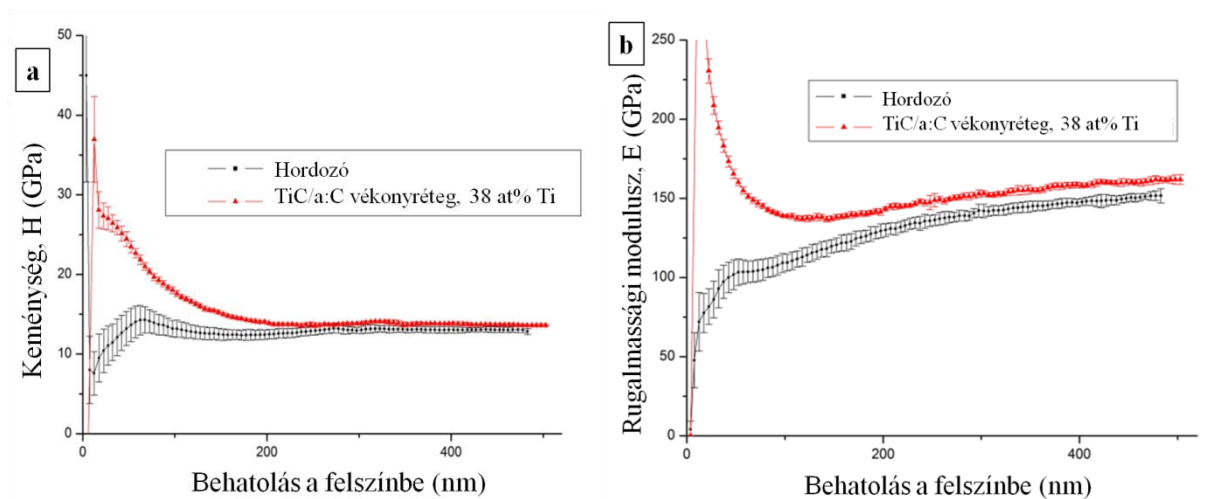 a
Keménység, H (GPa)
50
40
30
20
10
0
Hordozó
TiC/a:C vékonyréteg, 38 at% Ti
0
200
400
Behatolás a felszínbe (nm)
b
Rugalmassági modulusz, E (GPa)
250
200
150
100
50
0
Hordozó
TiC/a:C vékonyréteg, 38 at% Ti
0
200
400
Behatolás a felszínbe (nm)